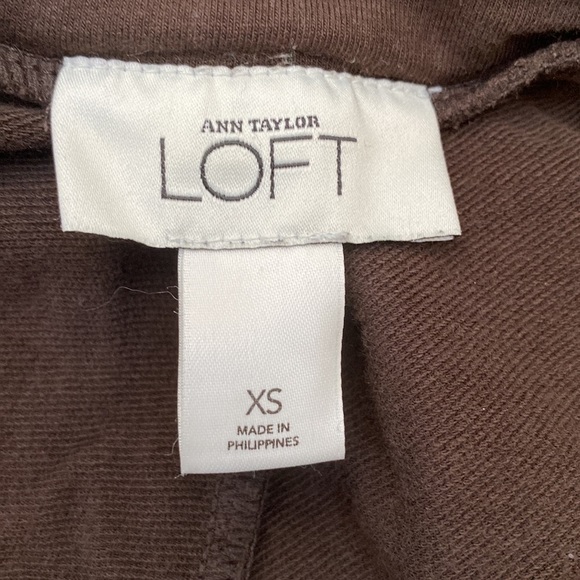 ANN TAYLOR
LOFT
XS
MADE IN
PHILIPPINES